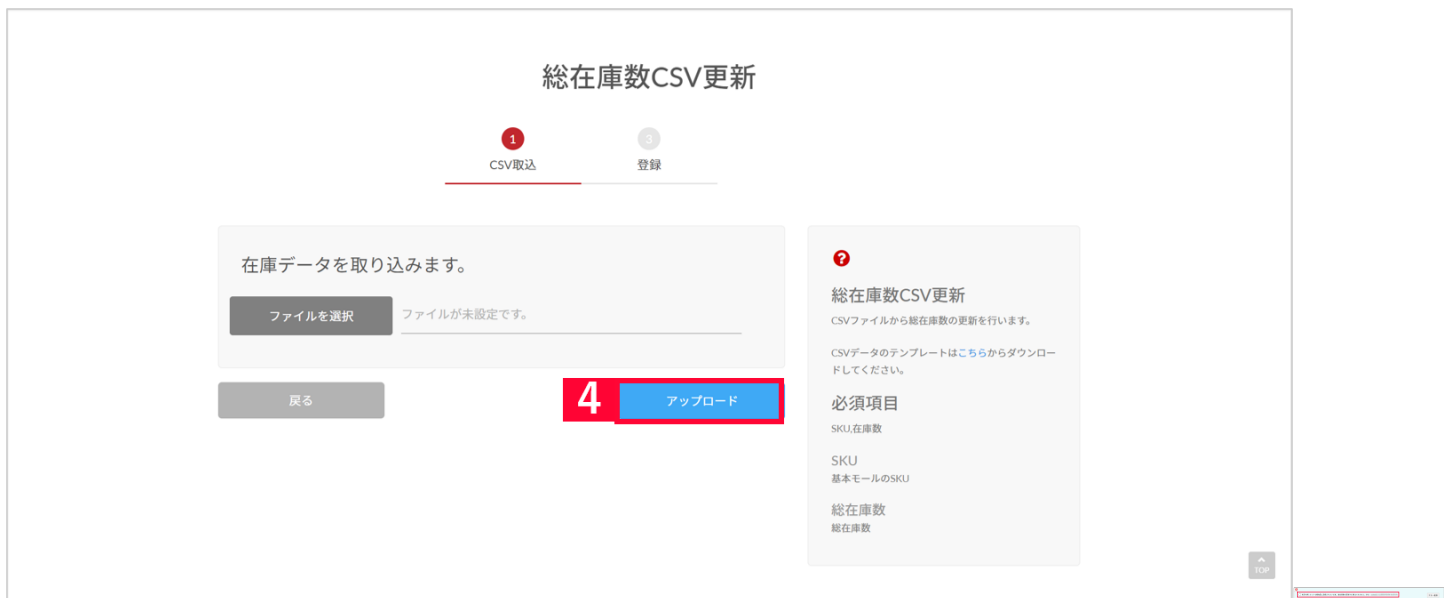 総在庫数CSV更新
1
3
CSV取込
登録
在庫データを取り込みます。
ファイルを選択
ファイルが未設定です。
戻る
4
アップロード
総在庫数CSV更新
CSVファイルから総在庫数の更新を行います。
CSVデータのテンプレートはこちらからダウンロー
ドしてください。
必須項目
SKU,在庫数
SKU
基本モールのSKU
総在庫数
総在庫数
TOP